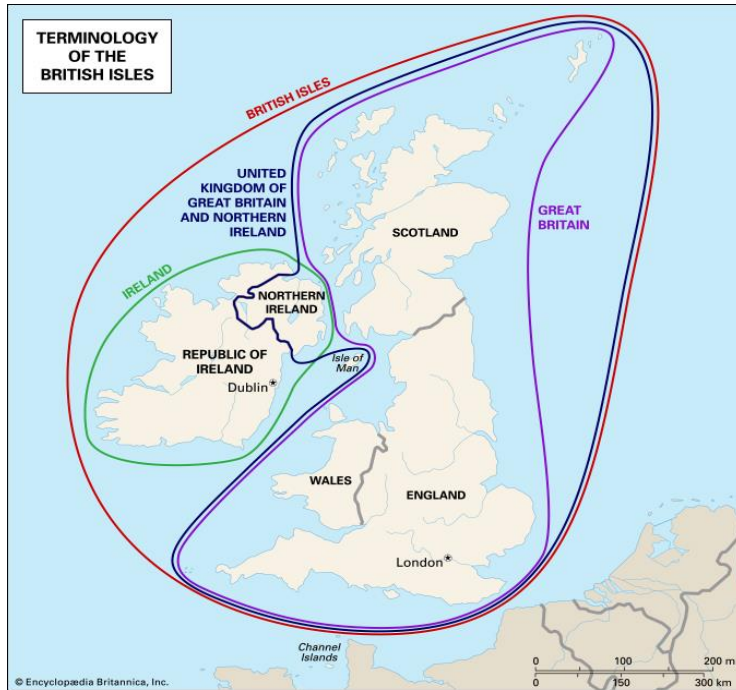 TERMINOLOGY
OF THE
BRITISH ISLES
BRITISH ISLES
UNITED
KINGDOM OF
GREAT BRITAIN
AND NORTHERN
IRELAND
GREAT
BRITAIN
SCOTLAND
IRELAND
NORTHERN
IRELAND
REPUBLIC OF
IRELAND
Dublin*
Isle of
Man
WALES
ENGLAND
London*
Channel
Islands
© Encyclopædia Britannica, Inc.
0 100 200 mi
0 150 300 km